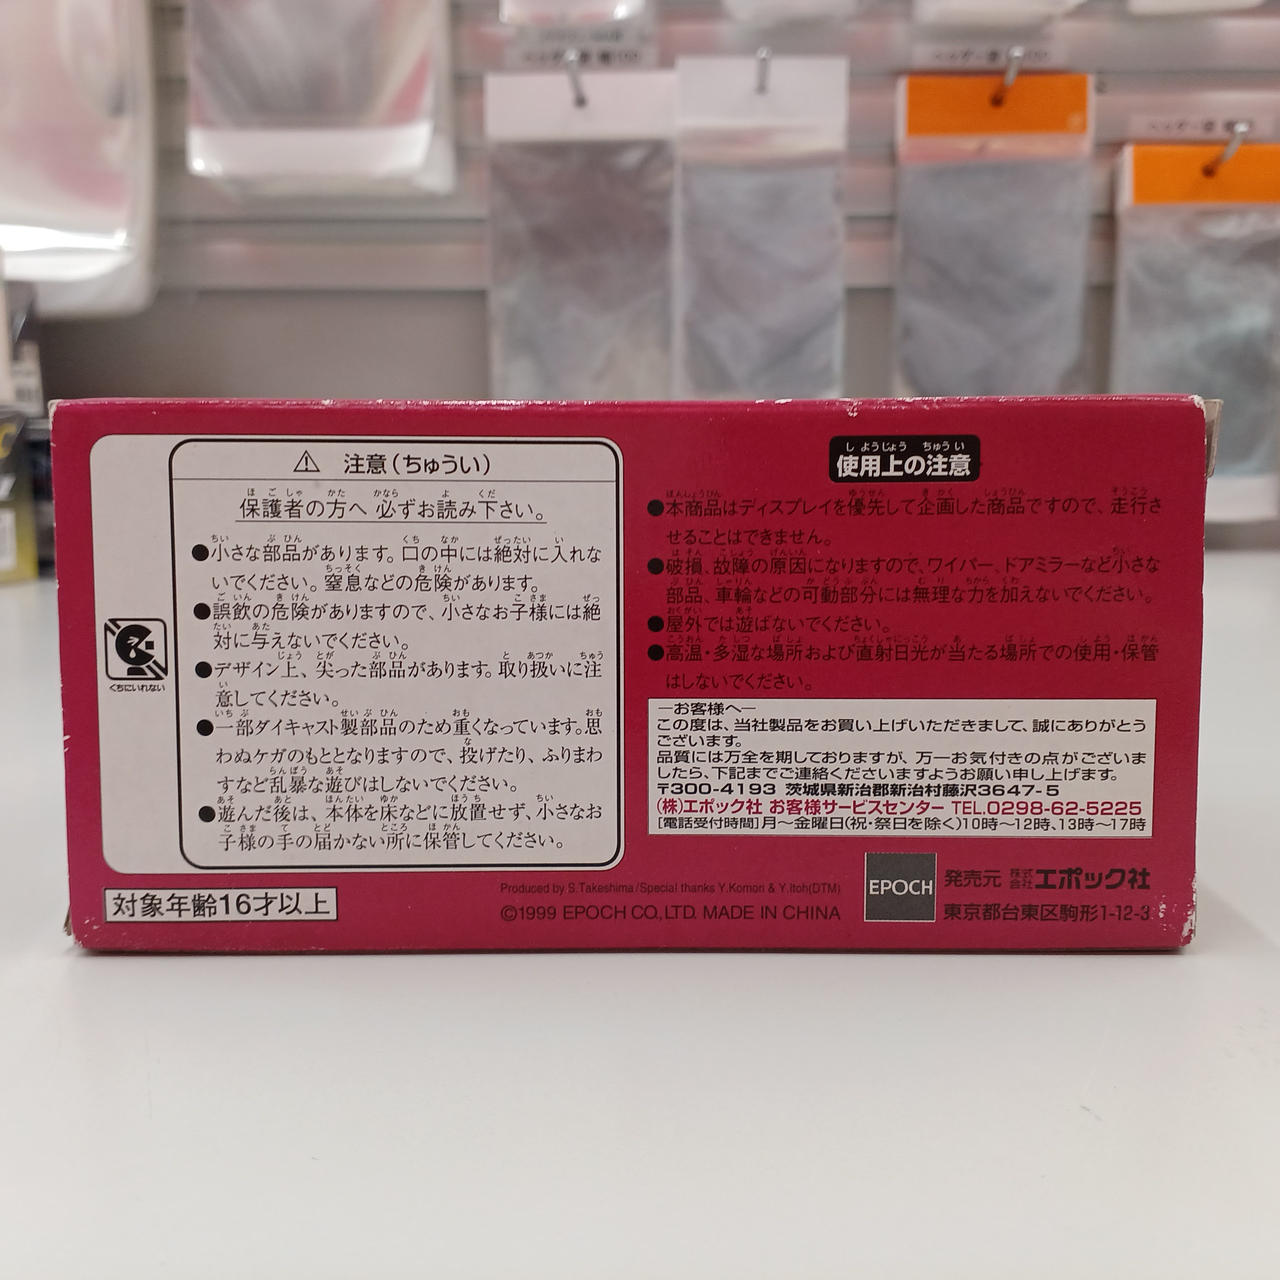 ⚠ 注意(ちゅうい)
保護者の方へ 必ずお読み下さい。
●小さな部品があります。口の中には絶対に入れな
いでください。窒息などの危険があります。
●誤飲の危険がありますので、小さなお子様には絶
対に与えないでください。
●デザイン上、尖った部品があります。取り扱いに注
意してください。
●一部ダイキャスト製部品のため重くなっています。思
わぬケガのもととなりますので、投げたり、ふりまわ
すなど乱暴な遊びはしないでください。
●遊んだ後は、本体を床などに放置せず、小さなお
子様の手の届かない所に保管してください。
くちにいれない
対象年齢16才以上
使用上の注意
●本商品はディスプレイを優先して企画した商品ですので、走行さ
せることはできません。
●破損、故障の原因になりますので、ワイパー、ドアミラーなど小さな
部品、車輪などの可動部分には無理な力を加えないでください。
●屋外では遊ばないでください。
●高温・多湿な場所および直射日光が当たる場所での使用・保管
はしないでください。
―お客様へ―
この度は、当社製品をお買い上げいただきまして、誠にありがとう
ございます。
品質には万全を期しておりますが、万一お気付きの点がございま
したら、下記までご連絡くださいますようお願い申し上げます。
〒300-4193 茨城県新治郡新治村藤沢3647-5
(株)エポック社 お客様サービスセンター TEL.0298-62-5225
[電話受付時間]月～金曜日(祝・祭日を除く)10時～12時、13時～17時
Produced by S.Takeshima/Special thanks Y.Komori & Y.Itoh(DTM)
©1999 EPOCH CO.,LTD. MADE IN CHINA
EPOCH
発売元 株式会社エポック社
東京都台東区駒形1-12-3